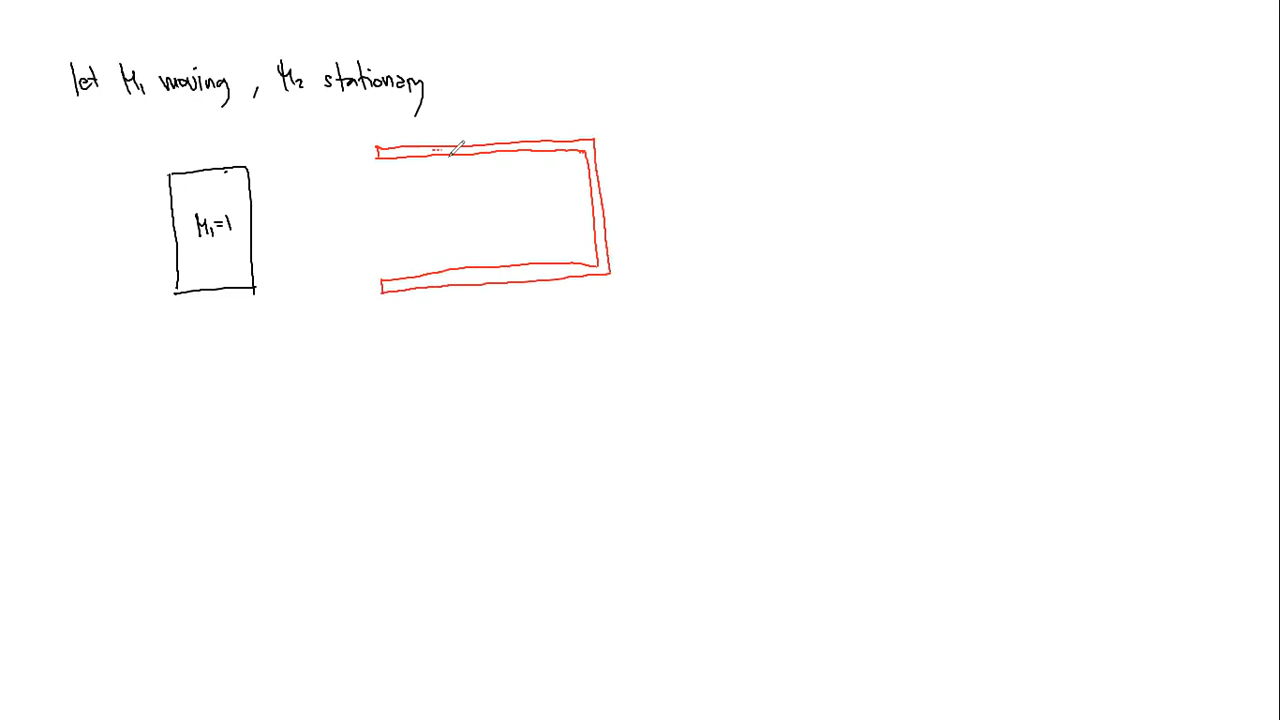 let M₁ moving , M₂ stationary
M₁=1